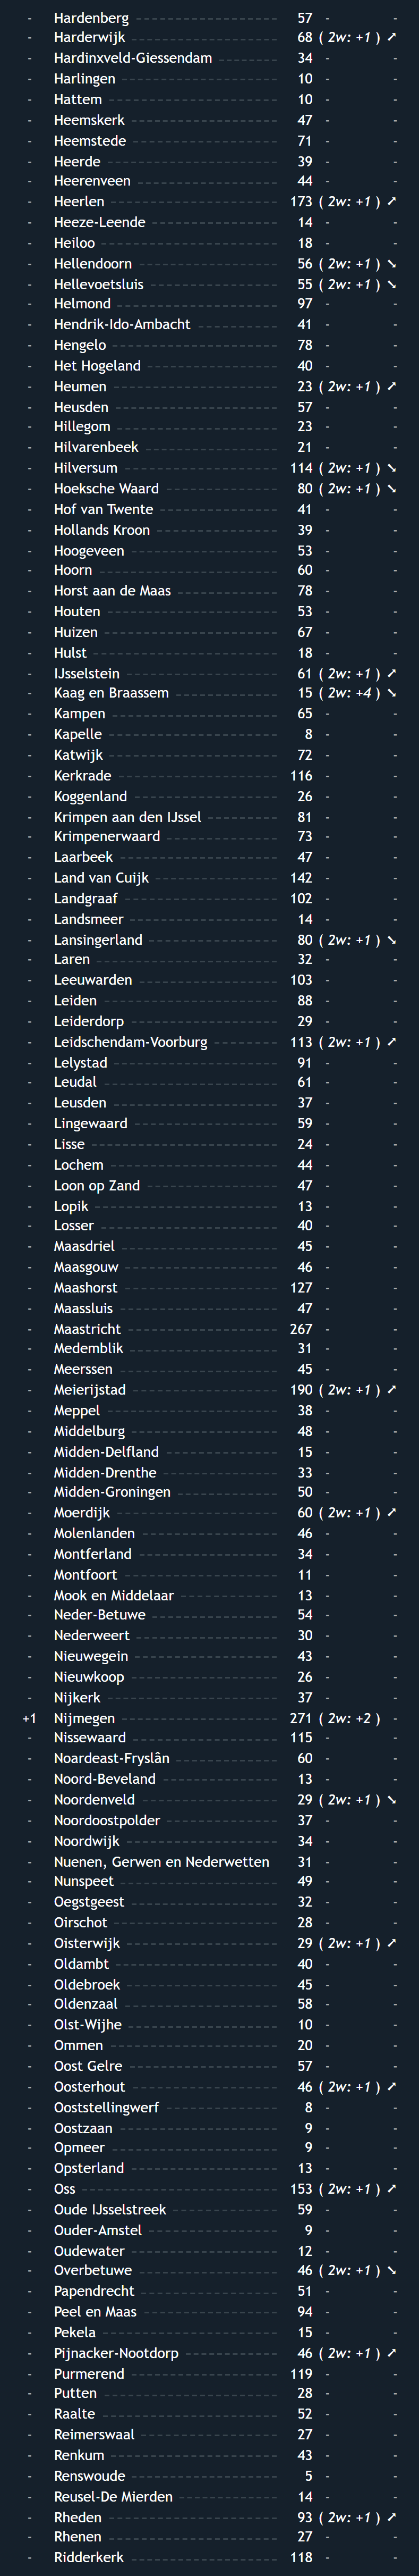 - Hardenberg 57 - -
- Harderwijk 68 ( 2w: +1 ) ➚
- Hardinxveld-Giessendam 34 - -
- Harlingen 10 - -
- Hattem 10 - -
- Heemskerk 47 - -
- Heemstede 71 - -
- Heerde 39 - -
- Heerenveen 44 - -
- Heerlen 173 ( 2w: +1 ) ➚
- Heeze-Leende 14 - -
- Heiloo 18 - -
- Hellendoorn 56 ( 2w: +1 ) ➘
- Hellevoetsluis 55 ( 2w: +1 ) ➘
- Helmond 97 - -
- Hendrik-Ido-Ambacht 41 - -
- Hengelo 78 - -
- Het Hogeland 40 - -
- Heumen 23 ( 2w: +1 ) ➚
- Heusden 57 - -
- Hillegom 23 - -
- Hilvarenbeek 21 - -
- Hilversum 114 ( 2w: +1 ) ➘
- Hoeksche Waard 80 ( 2w: +1 ) ➘
- Hof van Twente 41 - -
- Hollands Kroon 39 - -
- Hoogeveen 53 - -
- Hoorn 60 - -
- Horst aan de Maas 78 - -
- Houten 53 - -
- Huizen 67 - -
- Hulst 18 - -
- IJsselstein 61 ( 2w: +1 ) ➚
- Kaag en Braassem 15 ( 2w: +4 ) ➘
- Kampen 65 - -
- Kapelle 8 - -
- Katwijk 72 - -
- Kerkrade 116 - -
- Koggenland 26 - -
- Krimpen aan den IJssel 81 - -
- Krimpenerwaard 73 - -
- Laarbeek 47 - -
- Land van Cuijk 142 - -
- Landgraaf 102 - -
- Landsmeer 14 - -
- Lansingerland 80 ( 2w: +1 ) ➘
- Laren 32 - -
- Leeuwarden 103 - -
- Leiden 88 - -
- Leiderdorp 29 - -
- Leidschendam-Voorburg 113 ( 2w: +1 ) ➚
- Lelystad 91 - -
- Leudal 61 - -
- Leusden 37 - -
- Lingewaard 59 - -
- Lisse 24 - -
- Lochem 44 - -
- Loon op Zand 47 - -
- Lopik 13 - -
- Losser 40 - -
- Maasdriel 45 - -
- Maasgouw 46 - -
- Maashorst 127 - -
- Maassluis 47 - -
- Maastricht 267 - -
- Medemblik 31 - -
- Meerssen 45 - -
- Meierijstad 190 ( 2w: +1 ) ➚
- Meppel 38 - -
- Middelburg 48 - -
- Midden-Delfland 15 - -
- Midden-Drenthe 33 - -
- Midden-Groningen 50 - -
- Moerdijk 60 ( 2w: +1 ) ➚
- Molenlanden 46 - -
- Montferland 34 - -
- Montfoort 11 - -
- Mook en Middelaar 13 - -
- Neder-Betuwe 54 - -
- Nederweert 30 - -
- Nieuwegein 43 - -
- Nieuwkoop 26 - -
- Nijkerk 37 - -
+1 Nijmegen 271 ( 2w: +2 ) -
- Nissewaard 115 - -
- Noardeast-Fryslân 60 - -
- Noord-Beveland 13 - -
- Noordenveld 29 ( 2w: +1 ) ➘
- Noordoostpolder 37 - -
- Noordwijk 34 - -
- Nuenen, Gerwen en Nederwetten 31 - -
- Nunspeet 49 - -
- Oegstgeest 32 - -
- Oirschot 28 - -
- Oisterwijk 29 ( 2w: +1 ) ➚
- Oldambt 40 - -
- Oldebroek 45 - -
- Oldenzaal 58 - -
- Olst-Wijhe 10 - -
- Ommen 20 - -
- Oost Gelre 57 - -
- Oosterhout 46 ( 2w: +1 ) ➚
- Ooststellingwerf 8 - -
- Oostzaan 9 - -
- Opmeer 9 - -
- Opsterland 13 - -
- Oss 153 ( 2w: +1 ) ➚
- Oude IJsselstreek 59 - -
- Ouder-Amstel 9 - -
- Oudewater 12 - -
- Overbetuwe 46 ( 2w: +1 ) ➘
- Papendrecht 51 - -
- Peel en Maas 94 - -
- Pekela 15 - -
- Pijnacker-Nootdorp 46 ( 2w: +1 ) ➚
- Purmerend 119 - -
- Putten 28 - -
- Raalte 52 - -
- Reimerswaal 27 - -
- Renkum 43 - -
- Renswoude 5 - -
- Reusel-De Mierden 14 - -
- Rheden 93 ( 2w: +1 ) ➚
- Rhenen 27 - -
- Ridderkerk 118 - -